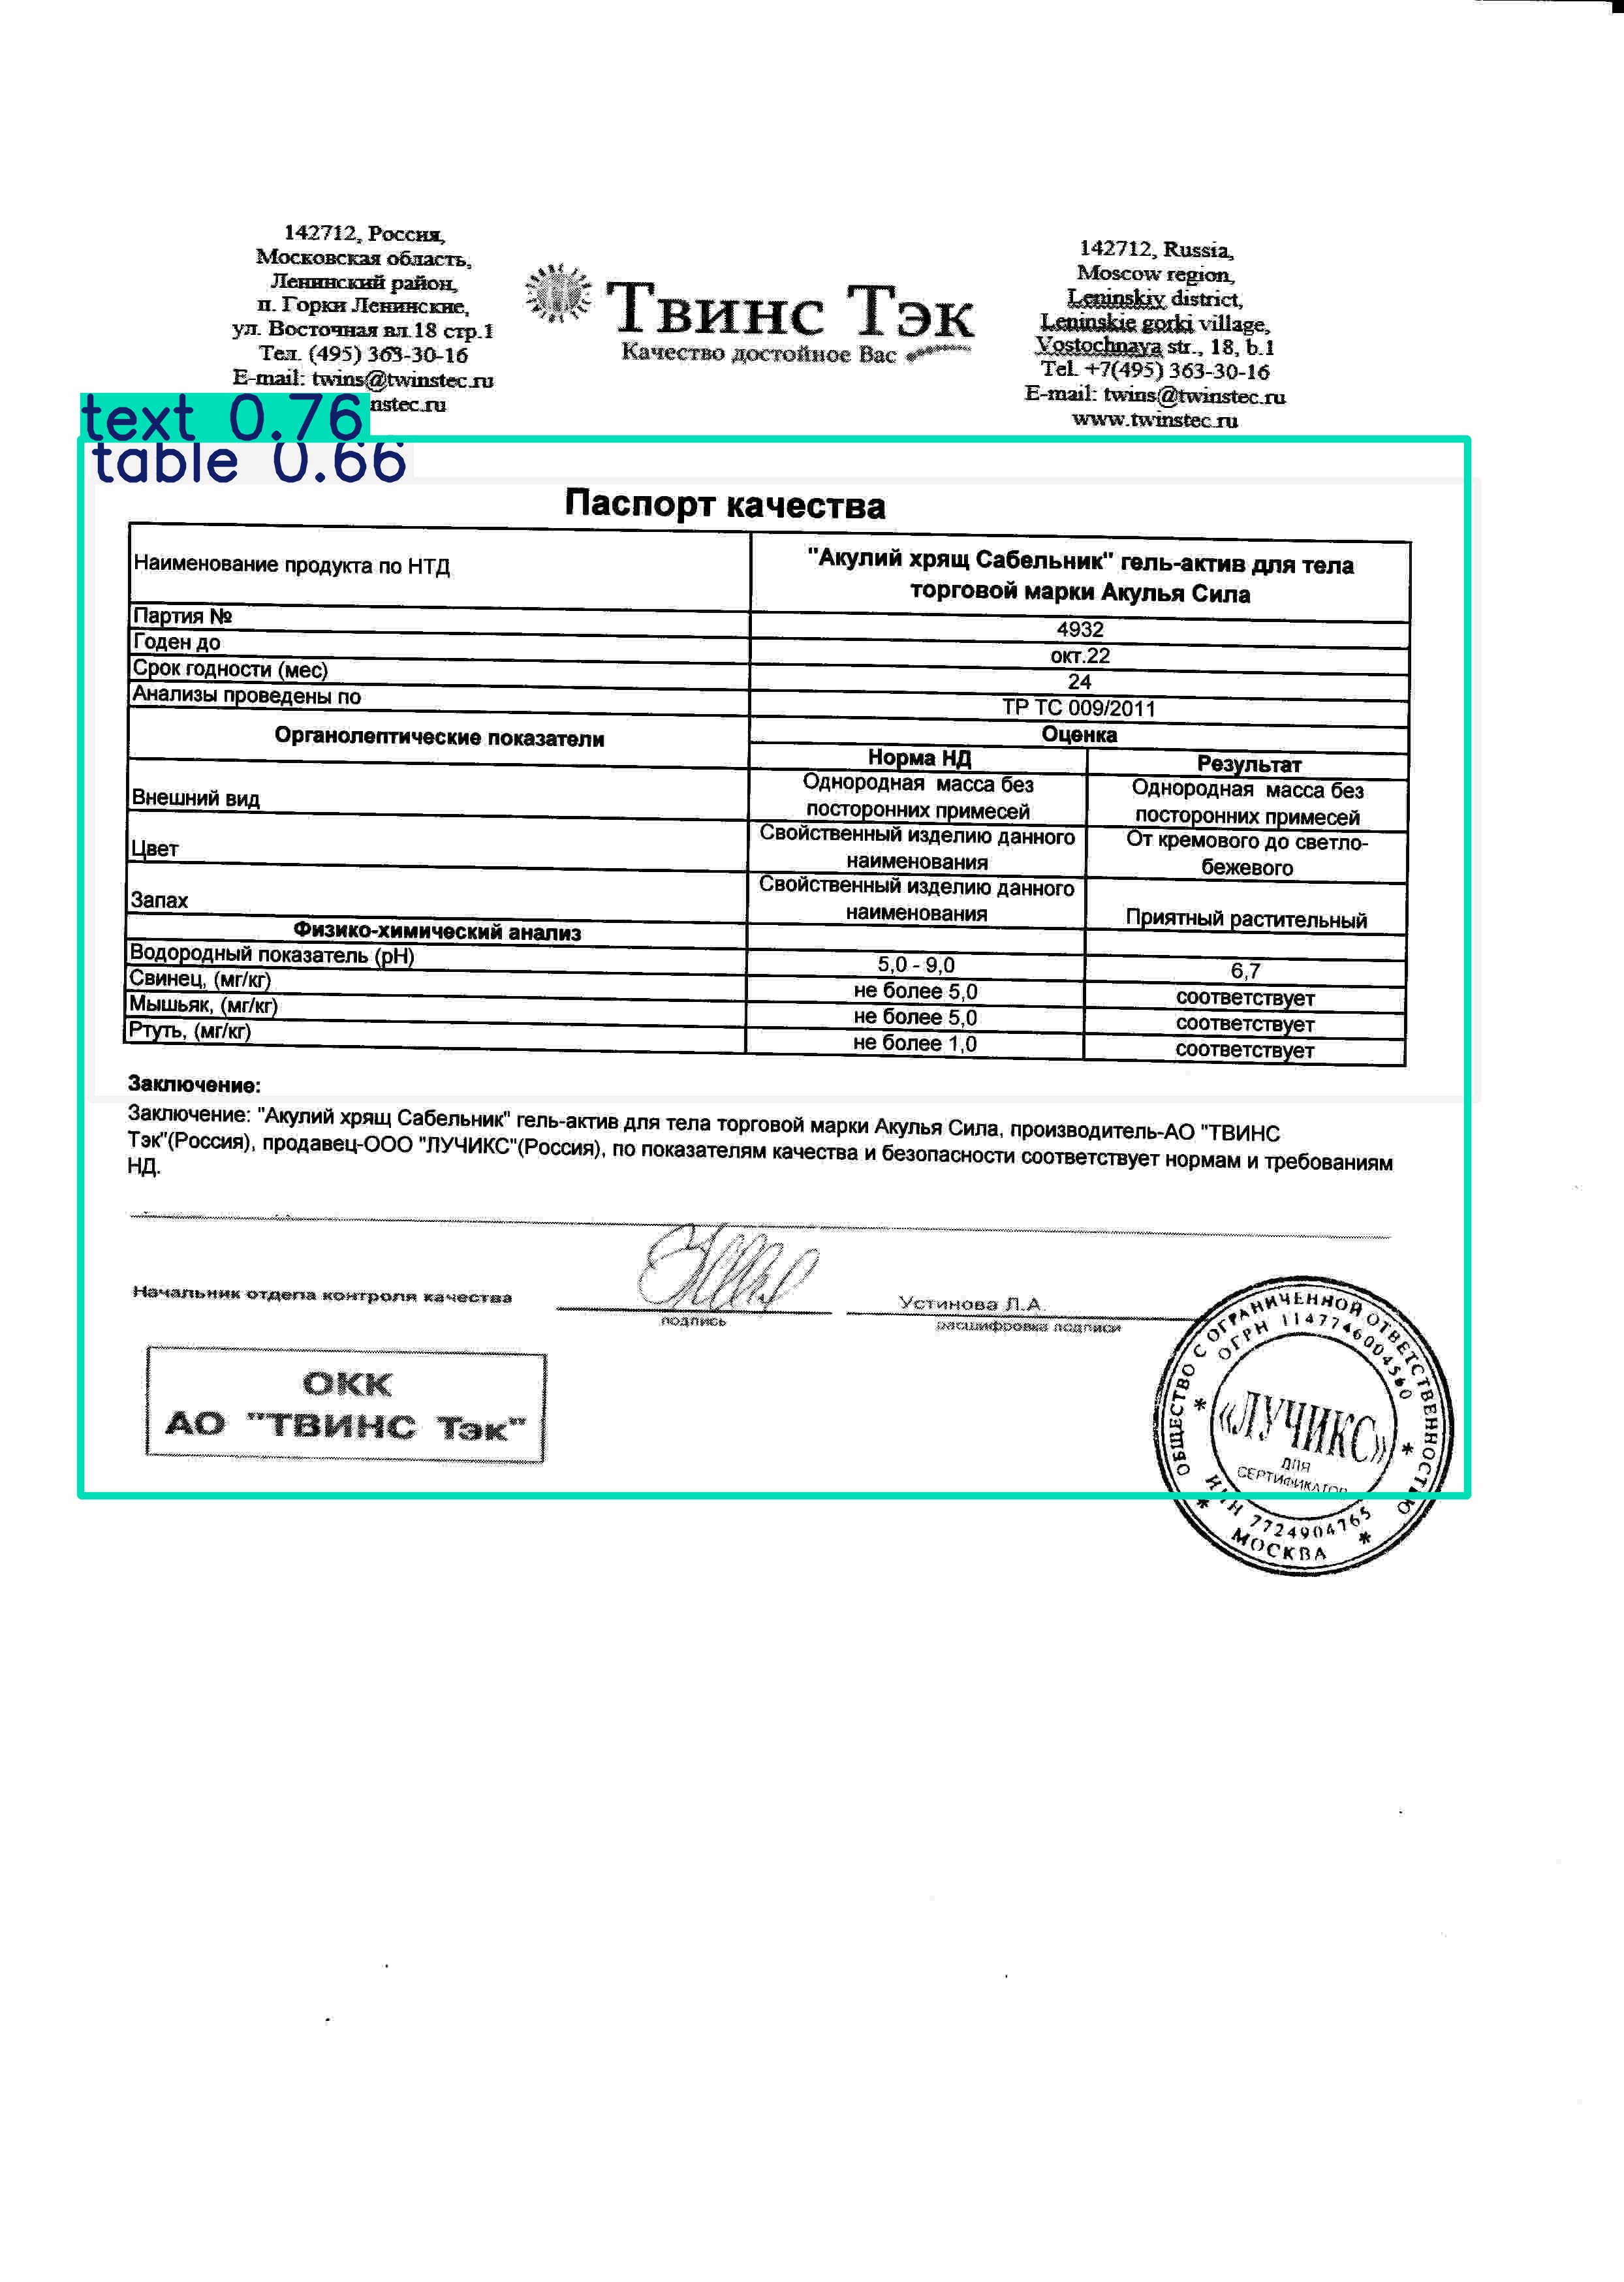 142712, Россия,
Московская область,
Ленинский район,
п. Горки Ленинские,
ул. Восточная вл.18 стр.1
Тел. (495) 363-30-16
E-mail: twins@twinstec.ru
nstec.ru
Твинс Тэк
Качество достойное Вас
142712, Russia,
Moscow region,
Leninskiy district,
Leninskie gorki village,
Vostochnaya str., 18, b.1
Tel. +7(495) 363-30-16
E-mail: twins@twinstec.ru
www.twinstec.ru
text 0.76
table 0.66
Паспорт качества
Наименование продукта по НТД
"Акулий хрящ Сабельник" гель-актив для тела
торговой марки Акулья Сила
Партия № 4932
Годен до окт.22
Срок годности (мес) 24
Анализы проведены по ТР ТС 009/2011
Органолептические показатели Оценка
Норма НД Результат
Внешний вид
Однородная масса без
посторонних примесей
Однородная масса без
посторонних примесей
Цвет
Свойственный изделию данного
наименования
От кремового до светло-
бежевого
Запах
Свойственный изделию данного
наименования
Приятный растительный
Физико-химический анализ
Водородный показатель (pH) 5,0 - 9,0 6,7
Свинец, (мг/кг) не более 5,0 соответствует
Мышьяк, (мг/кг) не более 5,0 соответствует
Ртуть, (мг/кг) не более 1,0 соответствует
Заключение:
Заключение: "Акулий хрящ Сабельник" гель-актив для тела торговой марки Акулья Сила, производитель-АО "ТВИНС
Тэк"(Россия), продавец-ООО "ЛУЧИКС"(Россия), по показателям качества и безопасности соответствует нормам и требованиям
НД.
Начальник отдела контроля качества
подпись
Устинова Л.А.
расшифровка подписи
ОКК
АО "ТВИНС Тэк"
ОБЩЕСТВО С ОГРАНИЧЕННОЙ ОТВЕТСТВЕННОСТЬЮ
ОГРН 1147746004560
«ЛУЧИКС»
ДЛЯ
СЕРТИФИКАТОВ
ИНН 7724904765
МОСКВА